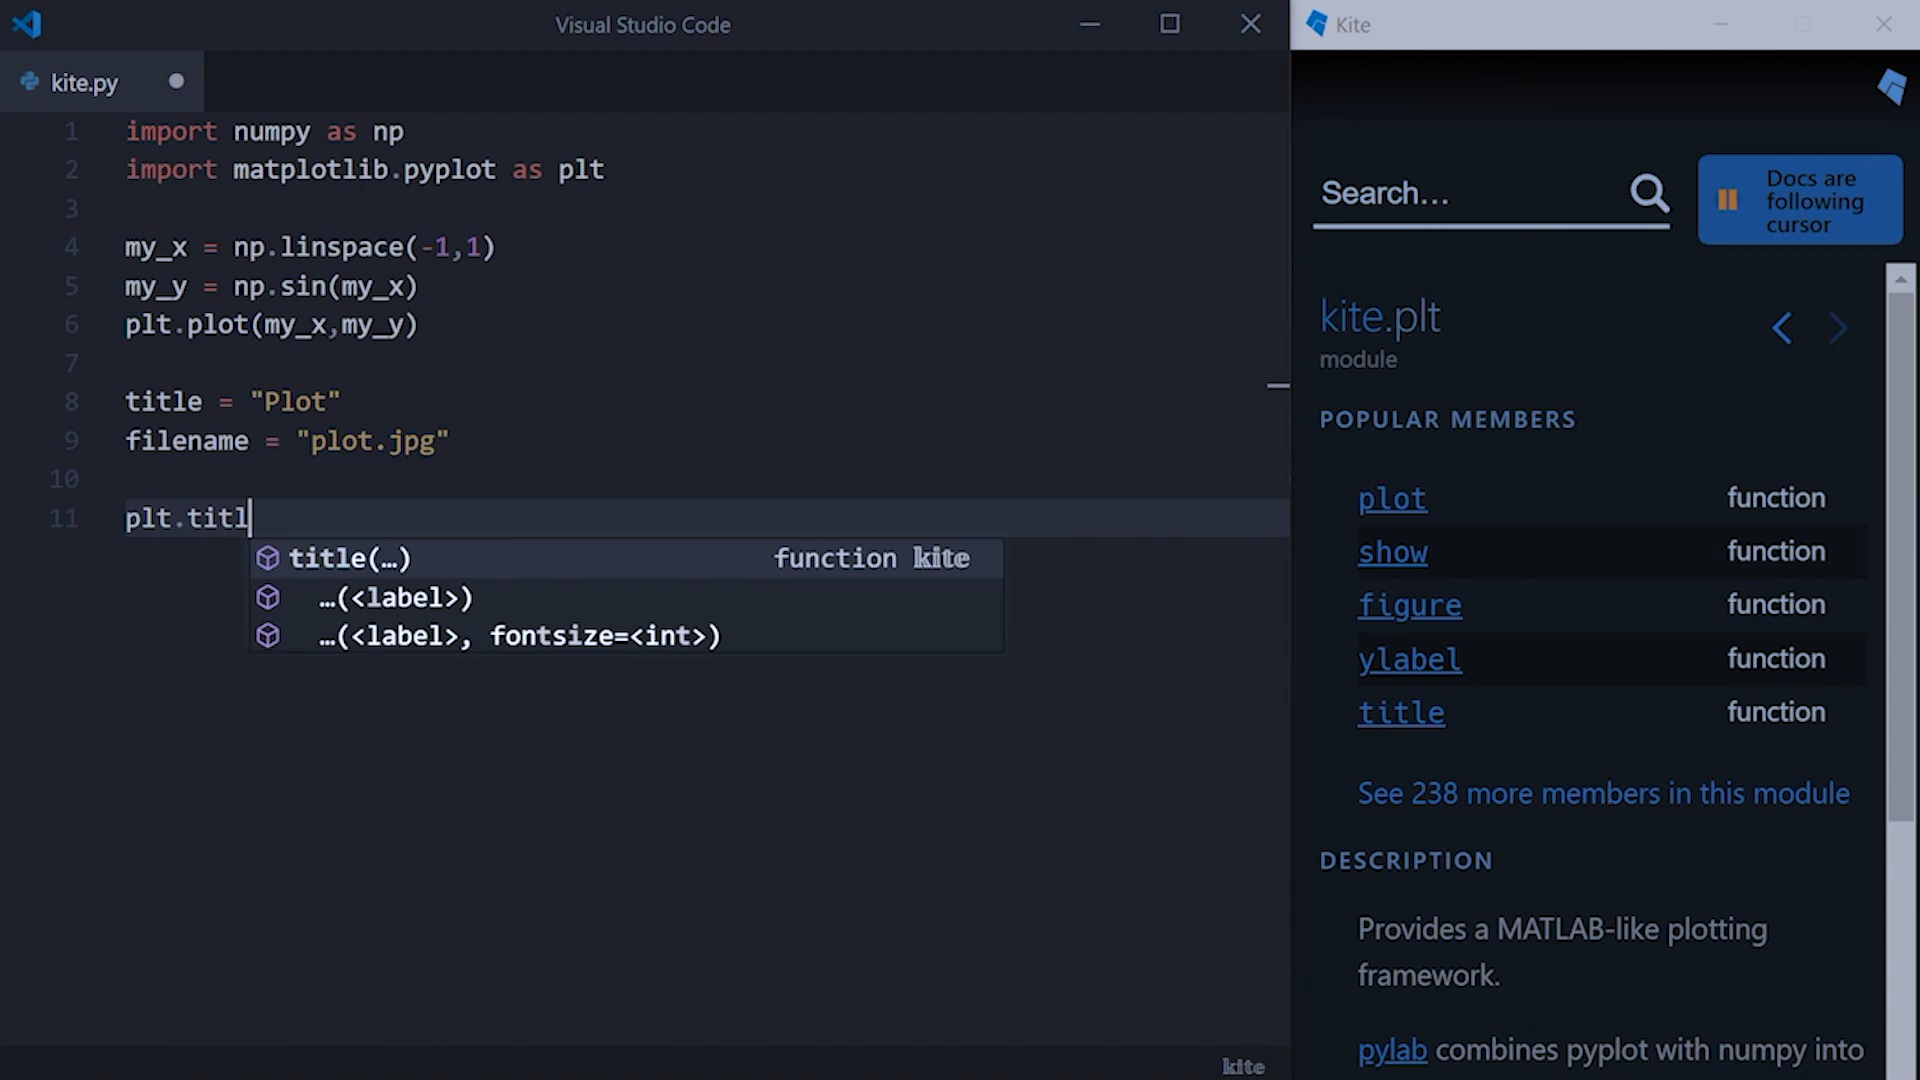 Visual Studio Code
kite.py
1 import numpy as np
2 import matplotlib.pyplot as plt
3
4 my_x = np.linspace(-1,1)
5 my_y = np.sin(my_x)
6 plt.plot(my_x,my_y)
7
8 title = "Plot"
9 filename = "plot.jpg"
10
11 plt.titl
title(…) function kite
…(<label>)
…(<label>, fontsize=<int>)
kite
Kite
Search...
Docs are
following
cursor
kite.plt
module
POPULAR MEMBERS
plot function
show function
figure function
ylabel function
title function
See 238 more members in this module
DESCRIPTION
Provides a MATLAB-like plotting
framework.
pylab combines pyplot with numpy into